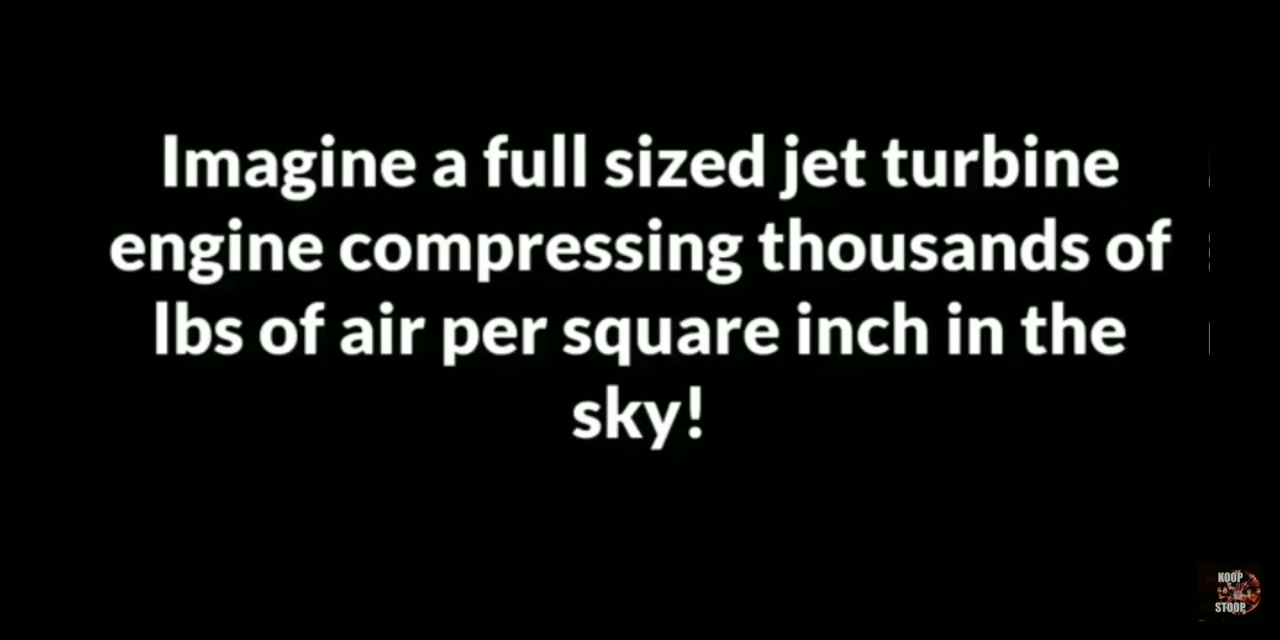 Imagine a full sized jet turbine
engine compressing thousands of
lbs of air per square inch in the
sky!
KOOP
STOOP